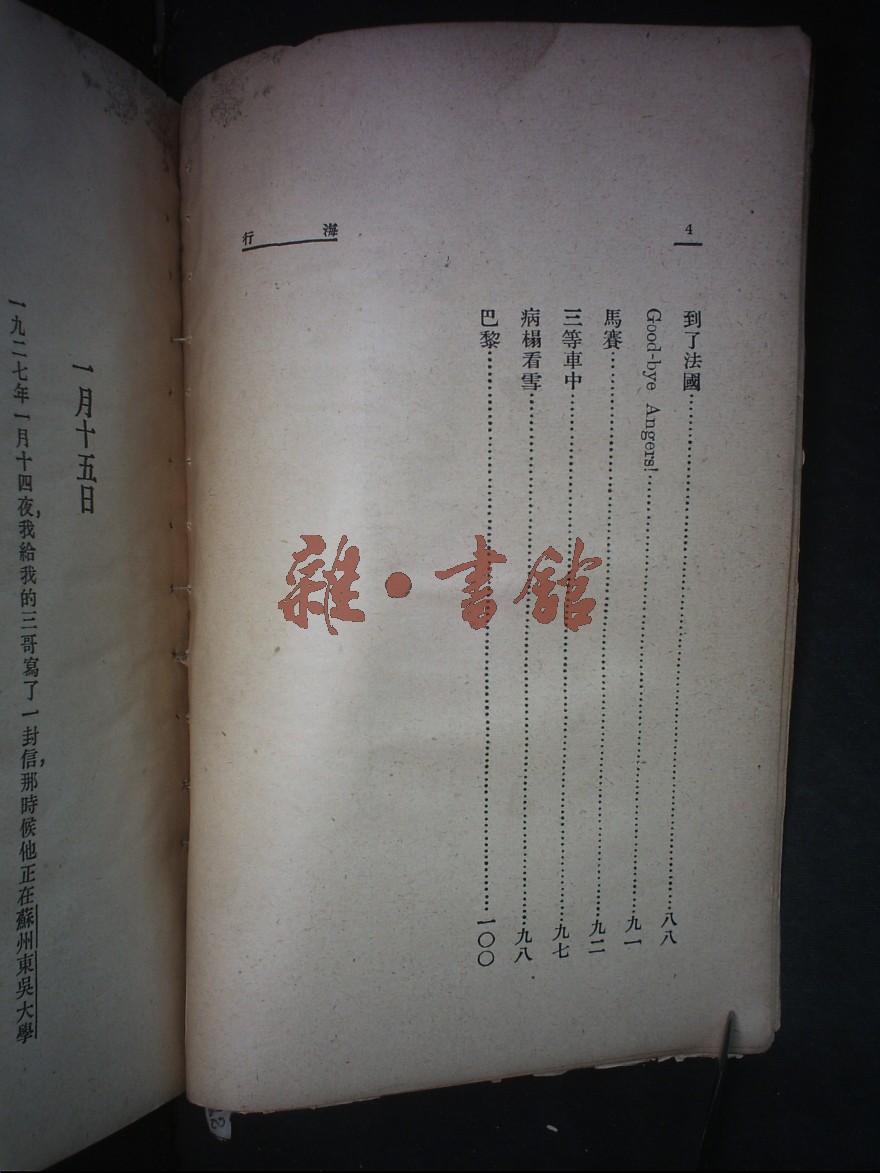 4
海行
到了法國……八八
Good-bye Angers!……九一
馬賽……九二
三等車中……九七
病榻看雪……九八
巴黎……一〇〇
一月十五日
一九二七年一月十四夜，我給我的三哥寫了一封信，那時候他正在蘇州東吳大學
雜·書館